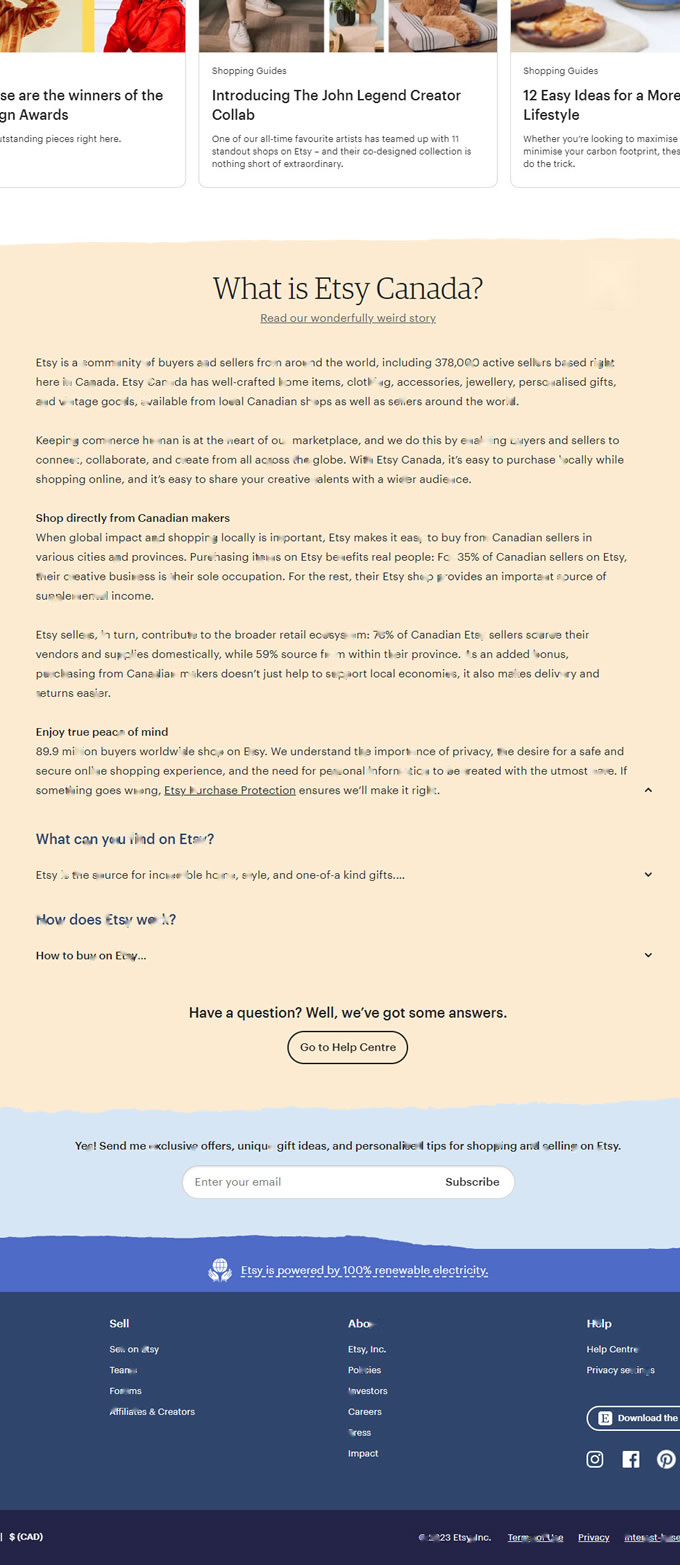 se are the winners of the
gn Awards
utstanding pieces right here.
Shopping Guides
Introducing The John Legend Creator
Collab
One of our all-time favourite artists has teamed up with 11
standout shops on Etsy – and their co-designed collection is
nothing short of extraordinary.
Shopping Guides
12 Easy Ideas for a More
Lifestyle
Whether you're looking to maximise
minimise your carbon footprint, thes
do the trick.
What is Etsy Canada?
Read our wonderfully weird story
Etsy is a community of buyers and sellers from around the world, including 378,000 active sellers based right
here in Canada. Etsy Canada has well-crafted home items, clothing, accessories, jewellery, personalised gifts,
and vintage goods, available from local Canadian shops as well as sellers around the world.
Keeping commerce human is at the heart of our marketplace, and we do this by enabling buyers and sellers to
connect, collaborate, and create from all across the globe. With Etsy Canada, it's easy to purchase locally while
shopping online, and it's easy to share your creative talents with a wider audience.
Shop directly from Canadian makers
When global impact and shopping locally is important, Etsy makes it easy to buy from Canadian sellers in
various cities and provinces. Purchasing items on Etsy benefits real people: For 35% of Canadian sellers on Etsy,
their creative business is their sole occupation. For the rest, their Etsy shop provides an important source of
supplemental income.
Etsy sellers, in turn, contribute to the broader retail ecosystem: of Canadian Etsy sellers source their
vendors and supplies domestically, while 59% source from within their province. As an added bonus,
purchasing from Canadian makers doesn't just help to support local economies, it also makes delivery and
returns easier.
Enjoy true peace of mind
89.9 million buyers worldwide shop on Etsy. We understand the importance of privacy, the desire for a safe and
secure online shopping experience, and the need for personal information to be treated with the utmost care. If
something goes wrong, Etsy Purchase Protection ensures we'll make it right.
What can you find on Etsy?
Etsy is the source for incredible home, style, and one-of-a kind gifts....
How does Etsy work?
How to buy on Etsy...
Have a question? Well, we've got some answers.
Go to Help Centre
Yes! Send me exclusive offers, unique gift ideas, and personalised tips for shopping and selling on Etsy.
Enter your email Subscribe
Etsy is powered by 100% renewable electricity.
Sell
Sell on Etsy
Teams
Forums
Affiliates & Creators
About
Etsy, Inc.
Policies
Investors
Careers
Press
Impact
Help
Help Centre
Privacy settings
Download the
| $ (CAD)
© 2023 Etsy, Inc. Terms of Use Privacy Interest-base